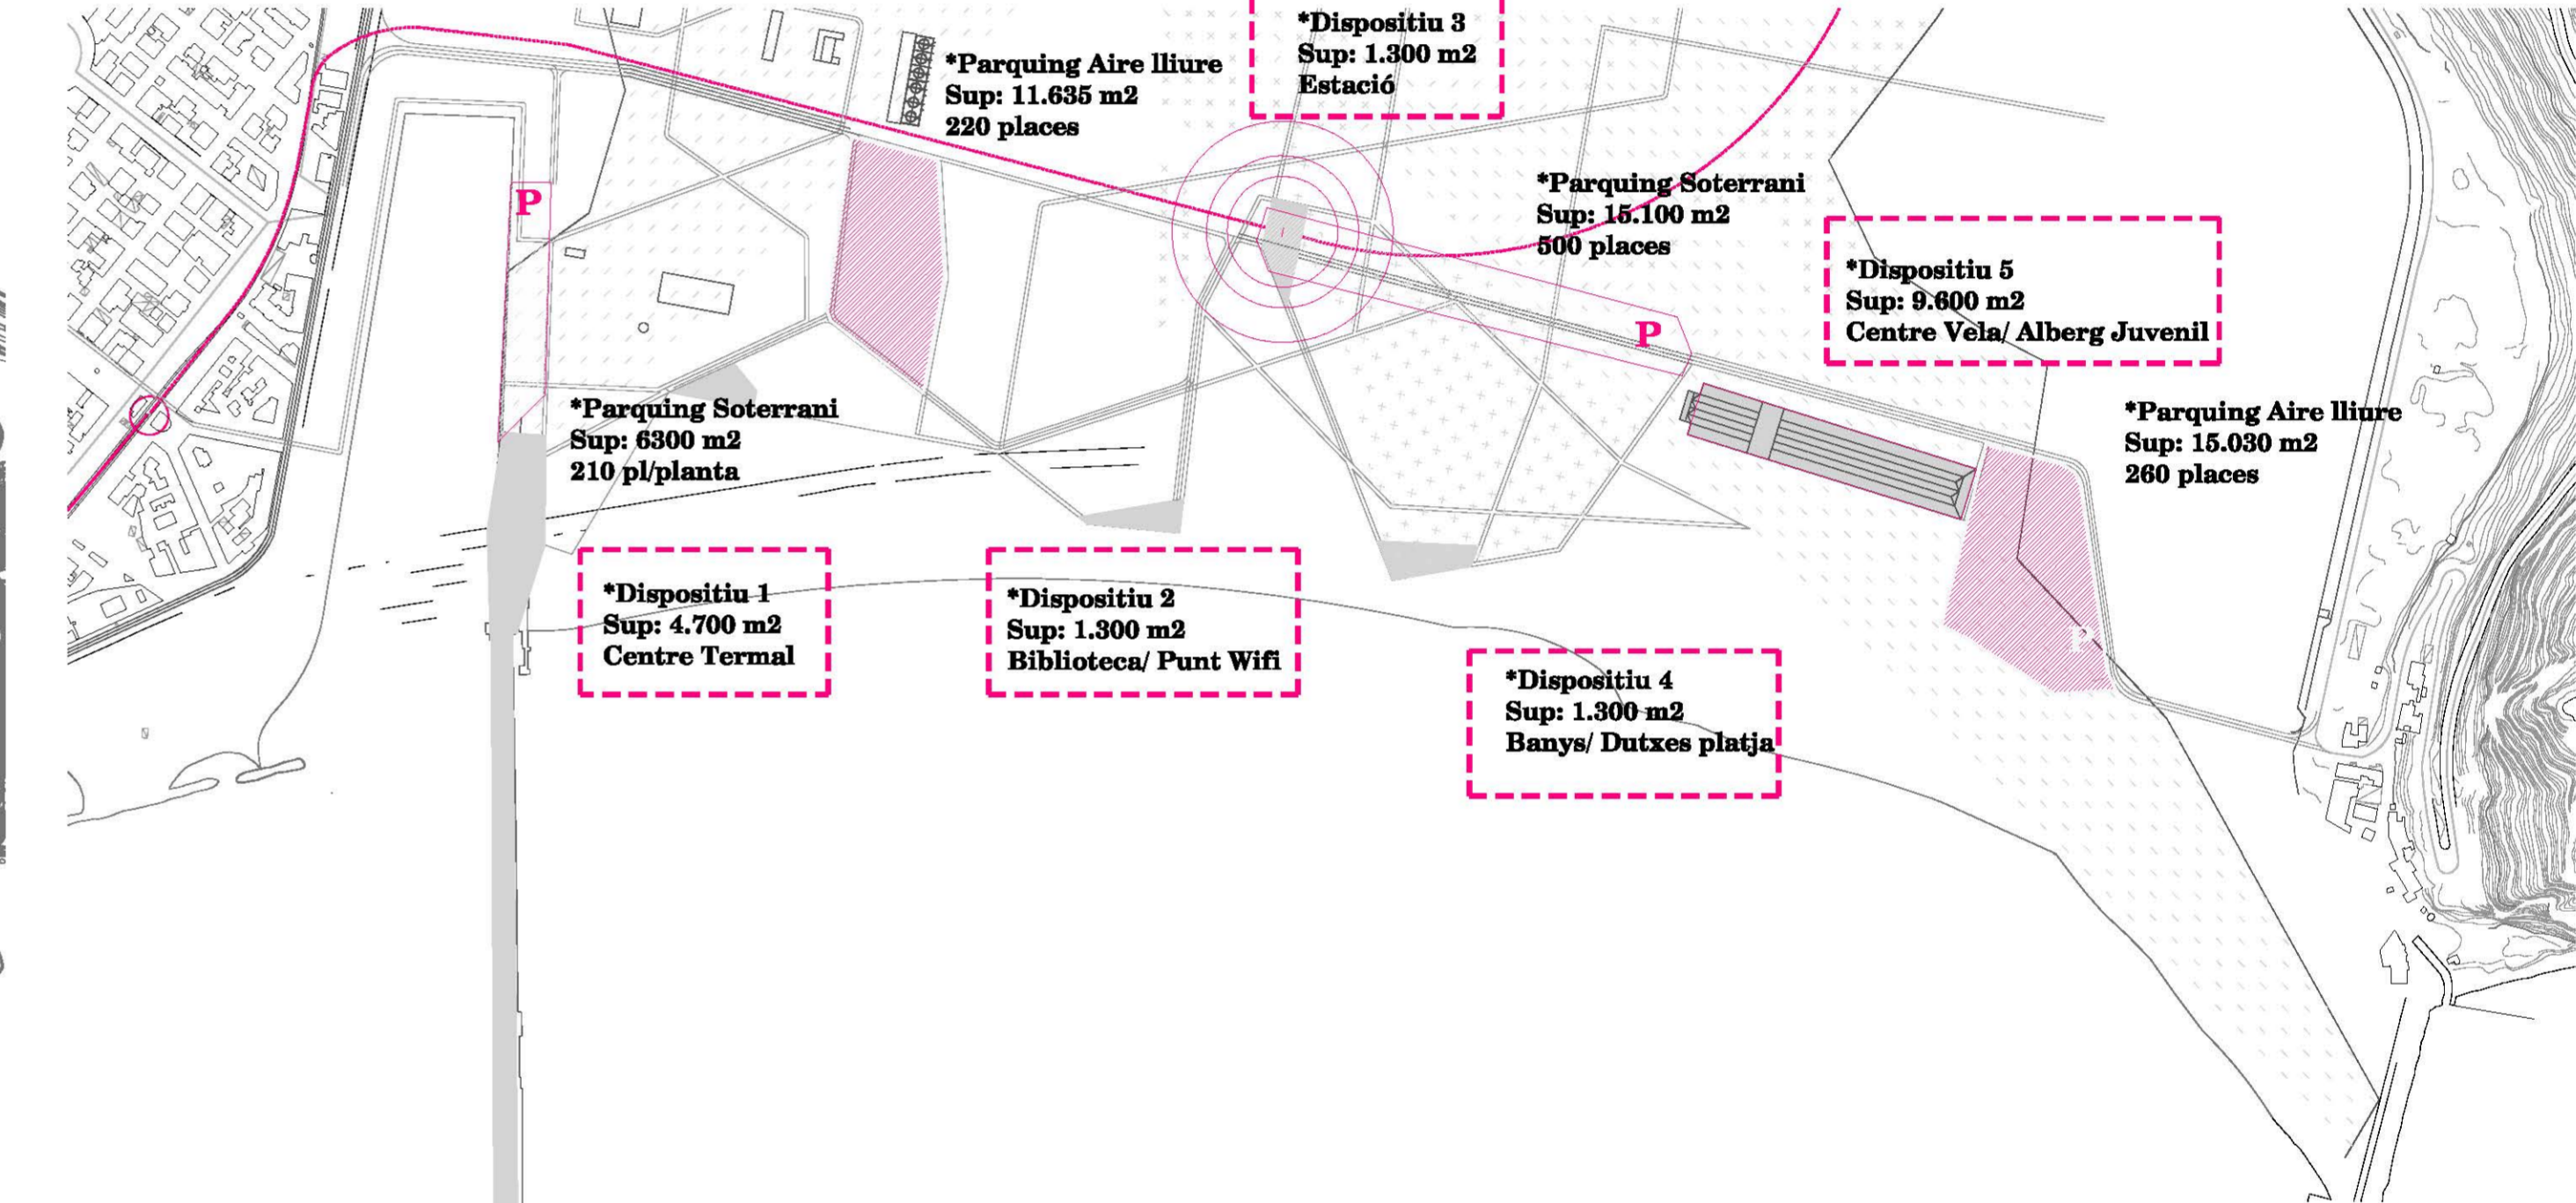 *Dispositiu 3
Sup: 1.300 m2
Estació
*Parquing Aire lliure
Sup: 11.635 m2
220 places
P
*Parquing Soterrani
Sup: 15.100 m2
500 places
*Dispositiu 5
Sup: 9.600 m2
Centre Vela/ Alberg Juvenil
P
*Parquing Soterrani
Sup: 6300 m2
210 pl/planta
*Parquing Aire lliure
Sup: 15.030 m2
260 places
*Dispositiu 1
Sup: 4.700 m2
Centre Termal
*Dispositiu 2
Sup: 1.300 m2
Biblioteca/ Punt Wifi
P
*Dispositiu 4
Sup: 1.300 m2
Banys/ Dutxes platja